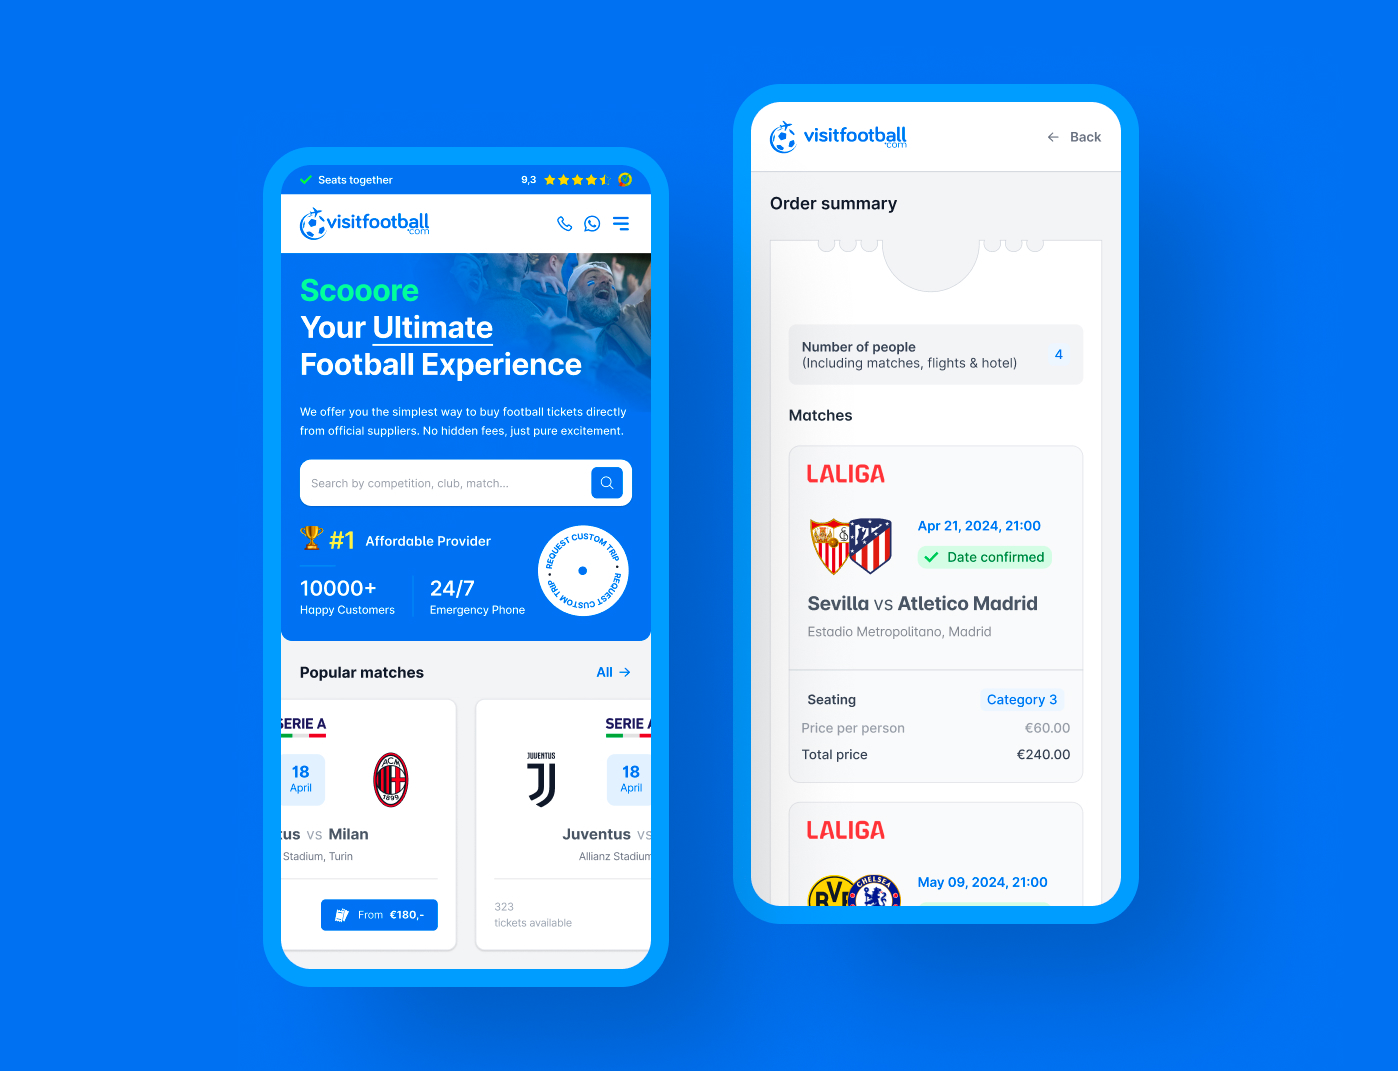 Seats together
9,3
visitfootball
.com
Scooore
Your Ultimate
Football Experience
We offer you the simplest way to buy football tickets directly
from official suppliers. No hidden fees, just pure excitement.
Search by competition, club, match...
#1 Affordable Provider
10000+
Happy Customers
24/7
Emergency Phone
REQUEST CUSTOM TRIP • REQUEST CUSTOM TRIP •
Popular matches
All →
SERIE A
18
April
ACM
1899
tus vs Milan
Stadium, Turin
From €180,-
SERIE A
JUVENTUS
18
April
Juventus vs
Allianz Stadium
323
tickets available
visitfootball
.com
← Back
Order summary
Number of people
(Including matches, flights & hotel)
4
Matches
LALIGA
Apr 21, 2024, 21:00
Date confirmed
Sevilla vs Atletico Madrid
Estadio Metropolitano, Madrid
Seating
Category 3
Price per person
€60.00
Total price
€240.00
LALIGA
BVB
CHELSEA
May 09, 2024, 21:00